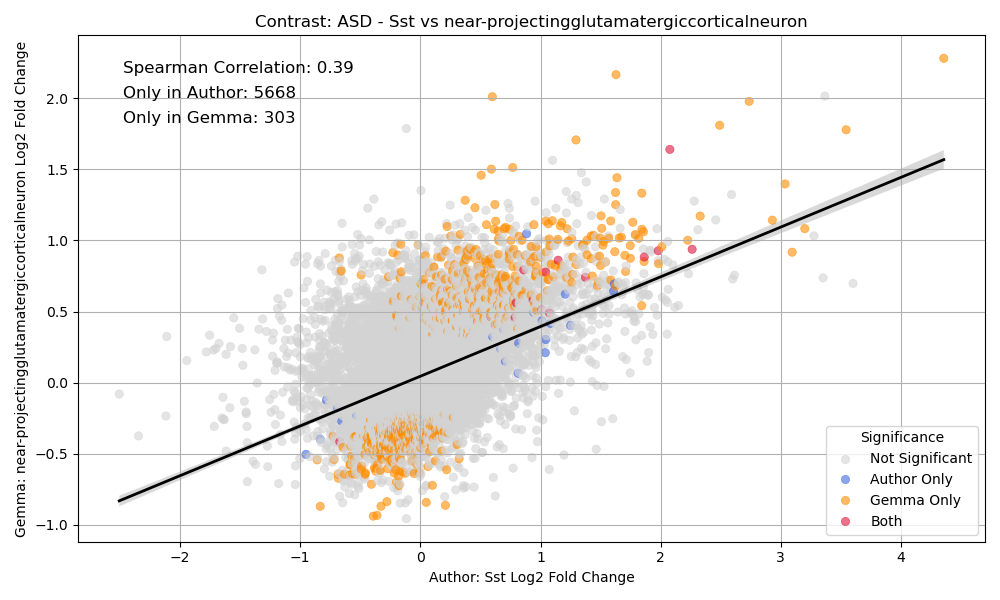 Contrast: ASD - Sst vs near-projectingglutamatergiccorticalneuron
Gemma: near-projectingglutamatergiccorticalneuron Log2 Fold Change
Spearman Correlation: 0.39
Only in Author: 5668
Only in Gemma: 303
2.0
1.5
1.0
0.5
0.0
−0.5
−1.0
Significance
Not Significant
Author Only
Gemma Only
Both
−2
−1
0
1
2
3
4
Author: Sst Log2 Fold Change